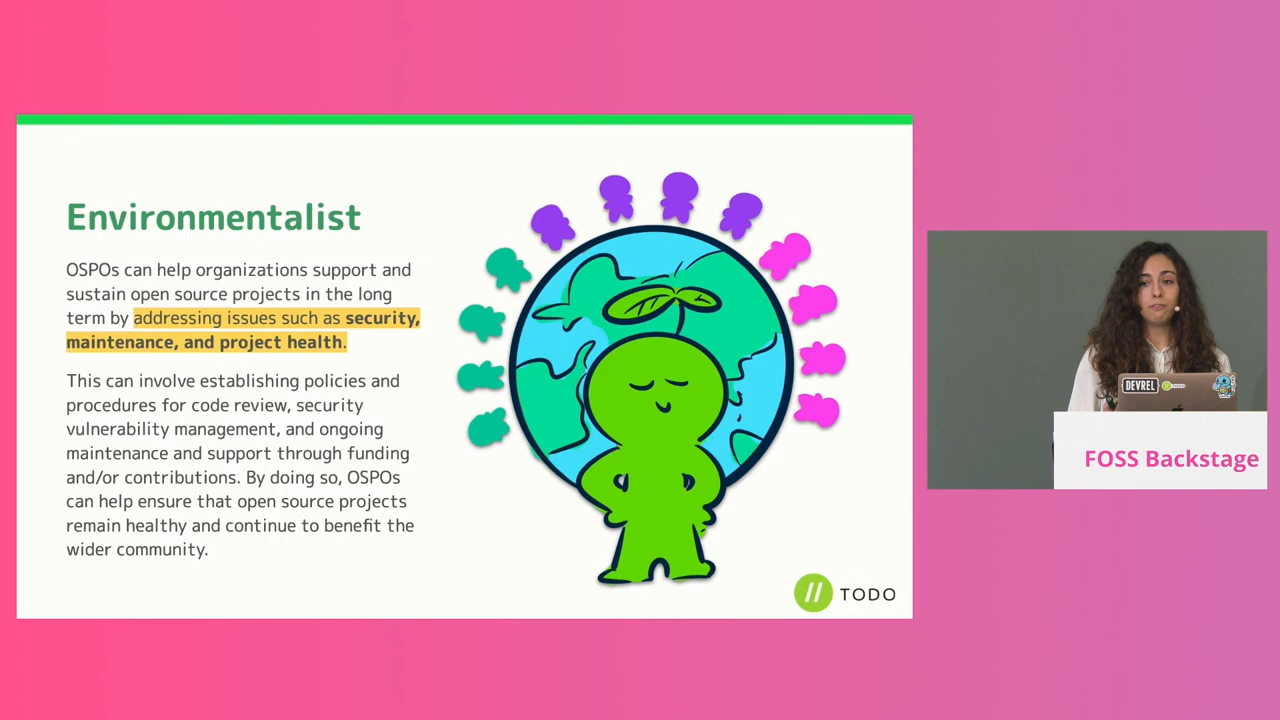 Environmentalist
OSPOs can help organizations support and
sustain open source projects in the long
term by addressing issues such as security,
maintenance, and project health.
This can involve establishing policies and
procedures for code review, security
vulnerability management, and ongoing
maintenance and support through funding
and/or contributions. By doing so, OSPOs
can help ensure that open source projects
remain healthy and continue to benefit the
wider community.
// TODO
DEVREL
TODO
FOSS Backstage